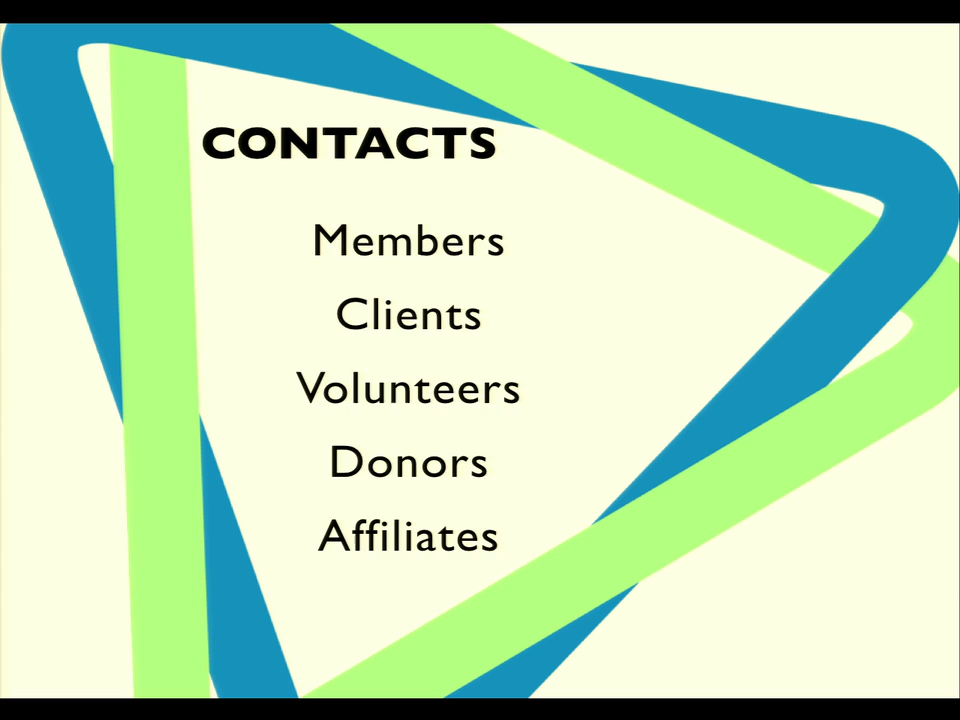 CONTACTS
Members
Clients
Volunteers
Donors
Affiliates